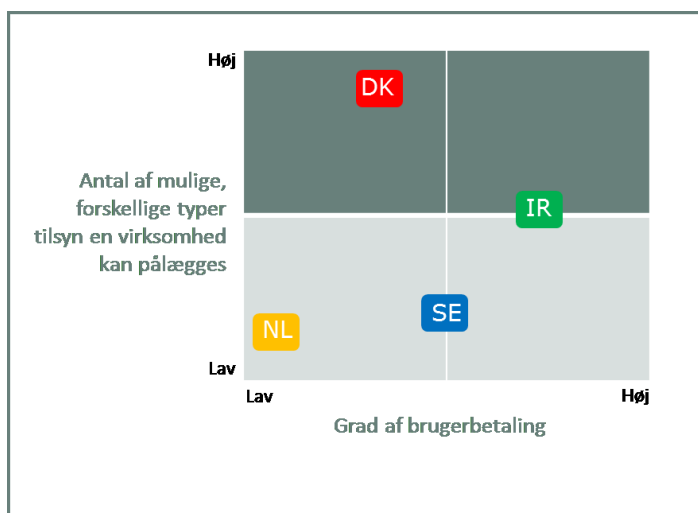 Høj
DK
Antal af mulige,
forskellige typer
tilsyn en virksomhed
kan pålægges
IR
SE
NL
Lav
Lav
Høj
Grad af brugerbetaling